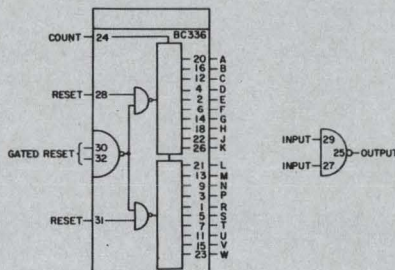 COUNT 24 BC336
20 A
16 B
12 C
4 D
2 E
6 F
14 G
18 H
22 J
26 K
RESET 28
GATED RESET 30
32
21 L
13 M
9 N
3 P
1 R
5 S
7 T
11 U
15 V
23 W
RESET 31
INPUT 29
25 OUTPUT
INPUT 27